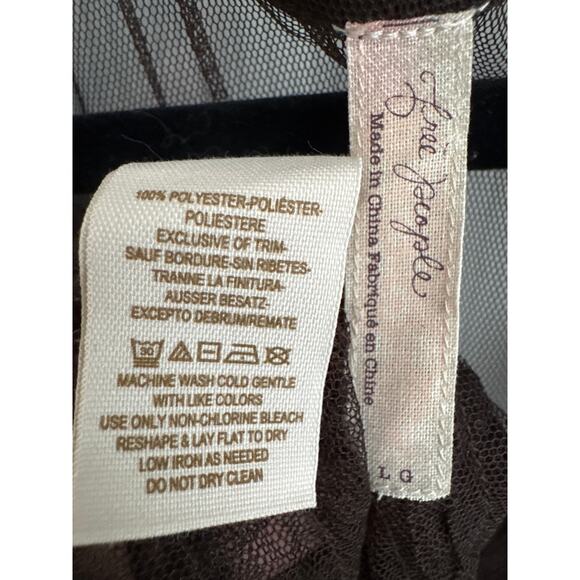 100% POLYESTER-POLIÉSTER-
POLIESTERE
EXCLUSIVE OF TRIM-
SAUF BORDURE-SIN RIBETES-
TRANNE LA FINITURA-
AUSSER BESATZ.
EXCEPTO DEBRUMREMATE
30
MACHINE WASH COLD GENTLE
WITH LIKE COLORS
USE ONLY NON-CHLORINE BLEACH
RESHAPE & LAY FLAT TO DRY
LOW IRON AS NEEDED
DO NOT DRY CLEAN
free people
Made in China Fabriqué en Chine
L G